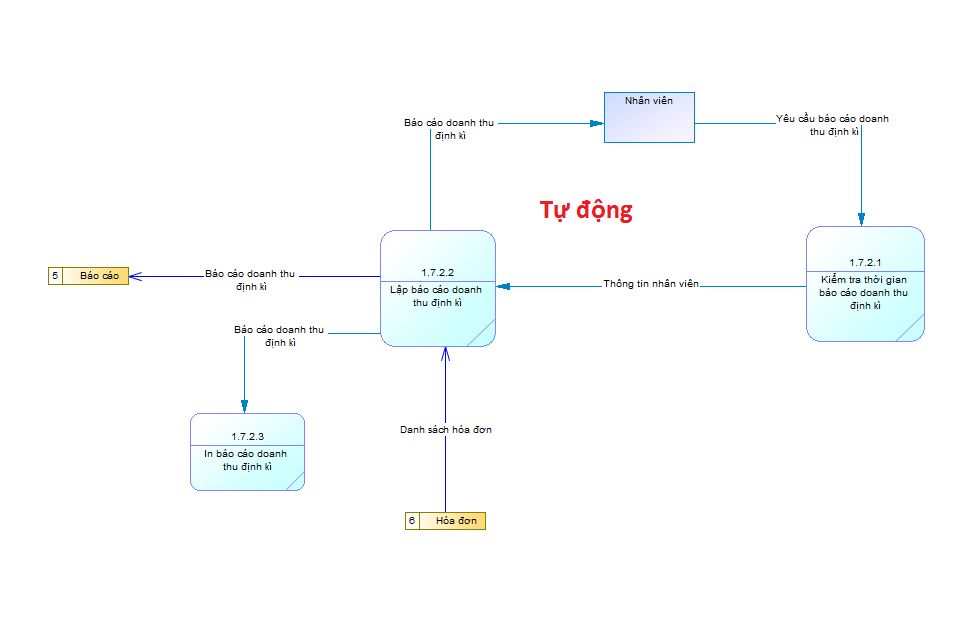 Nhân viên
Báo cáo doanh thu
định kì
Yêu cầu báo cáo doanh
thu định kì
Tự động
1.7.2.2
Lập báo cáo doanh
thu định kì
1.7.2.1
Kiểm tra thời gian
báo cáo doanh thu
định kì
5 Báo cáo
Báo cáo doanh thu
định kì
Thông tin nhân viên
Báo cáo doanh thu
định kì
1.7.2.3
In báo cáo doanh
thu định kì
Danh sách hóa đơn
6 Hóa đơn